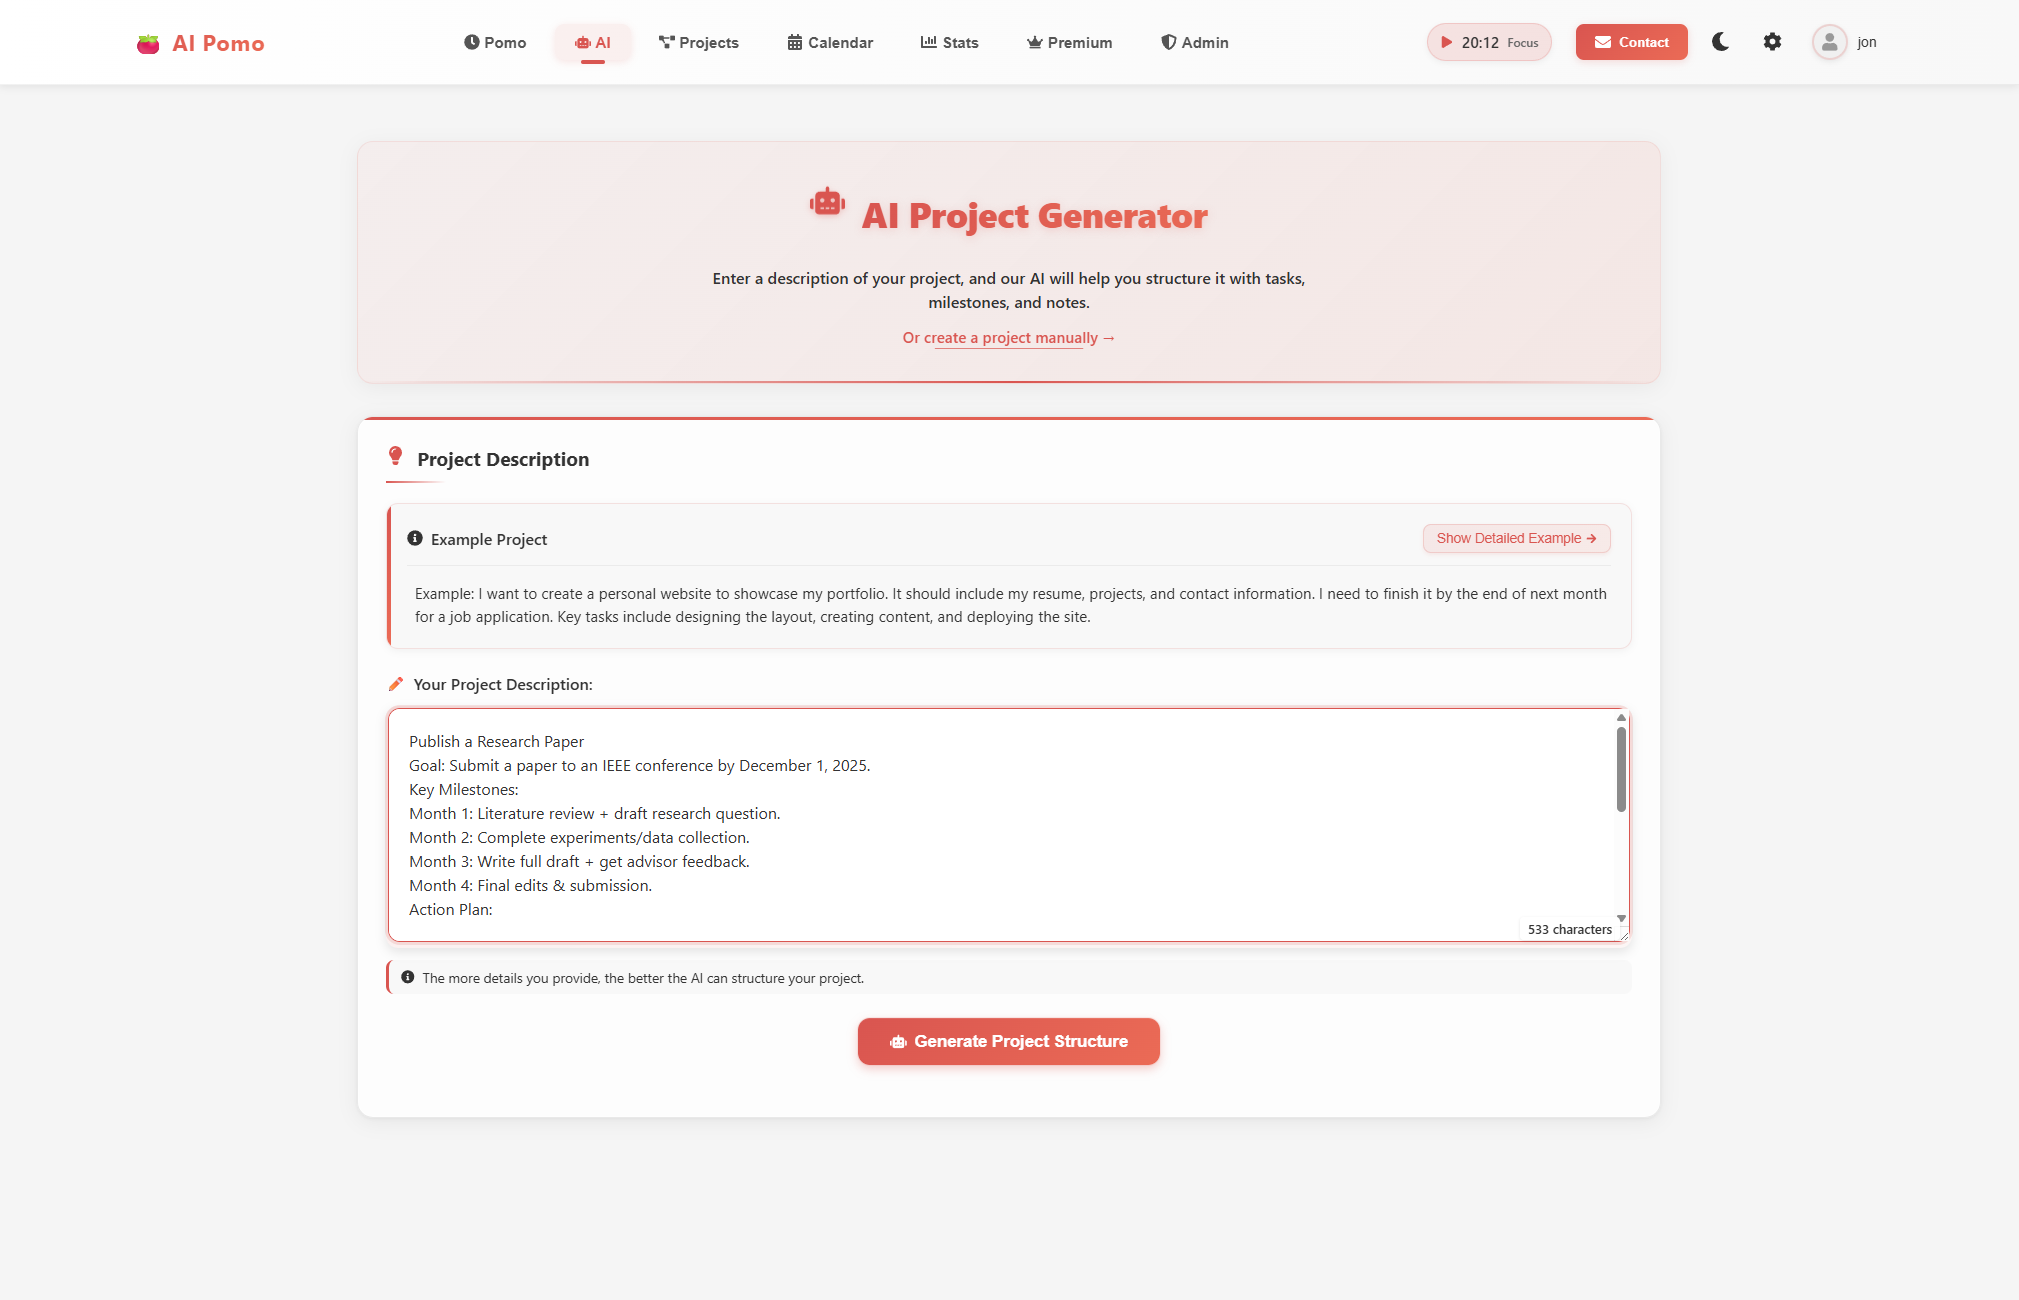 AI Pomo
Pomo
AI
Projects
Calendar
Stats
Premium
Admin
20:12 Focus
Contact
jon
AI Project Generator
Enter a description of your project, and our AI will help you structure it with tasks,
milestones, and notes.
Or create a project manually →
Project Description
Example Project
Show Detailed Example →
Example: I want to create a personal website to showcase my portfolio. It should include my resume, projects, and contact information. I need to finish it by the end of next month
for a job application. Key tasks include designing the layout, creating content, and deploying the site.
Your Project Description:
Publish a Research Paper
Goal: Submit a paper to an IEEE conference by December 1, 2025.
Key Milestones:
Month 1: Literature review + draft research question.
Month 2: Complete experiments/data collection.
Month 3: Write full draft + get advisor feedback.
Month 4: Final edits & submission.
Action Plan:
533 characters
The more details you provide, the better the AI can structure your project.
Generate Project Structure